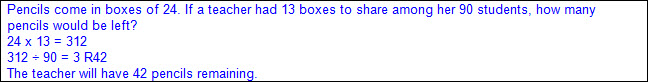 Pencils come in boxes of 24. If a teacher had 13 boxes to share among her 90 students, how many
pencils would be left?
24 x 13 = 312
312 ÷ 90 = 3 R42
The teacher will have 42 pencils remaining.